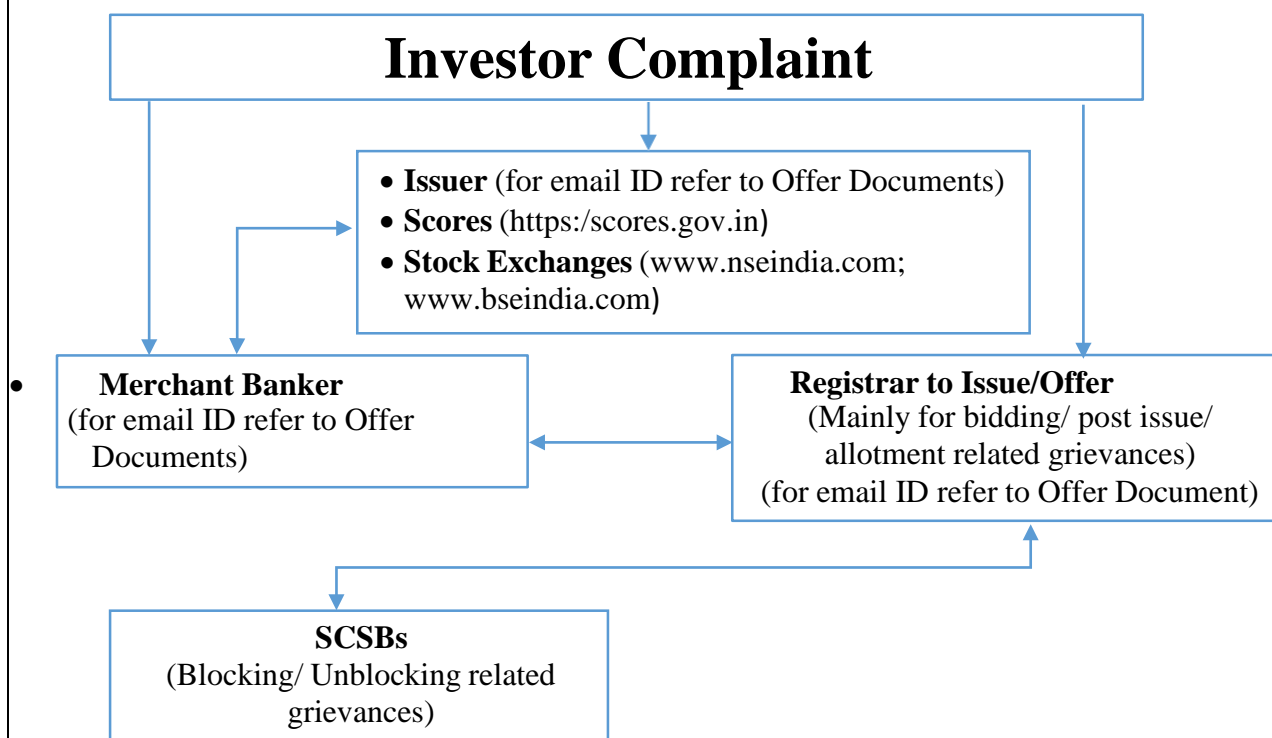 Investor Complaint
• Issuer (for email ID refer to Offer Documents)
• Scores (https:/scores.gov.in)
• Stock Exchanges (www.nseindia.com;
www.bseindia.com)
• Merchant Banker
(for email ID refer to Offer
Documents)
Registrar to Issue/Offer
(Mainly for bidding/ post issue/
allotment related grievances)
(for email ID refer to Offer Document)
SCSBs
(Blocking/ Unblocking related
grievances)